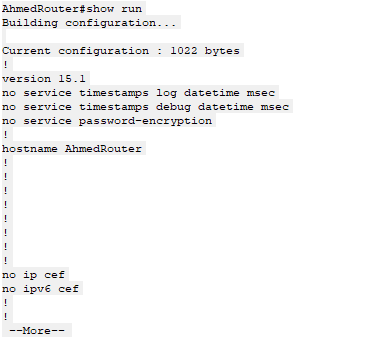 AhmedRouter#show run
Building configuration...

Current configuration : 1022 bytes
!
version 15.1
no service timestamps log datetime msec
no service timestamps debug datetime msec
no service password-encryption
!
hostname AhmedRouter
!
!
!
!
!
!
!
!
no ip cef
no ipv6 cef
!
!
--More--